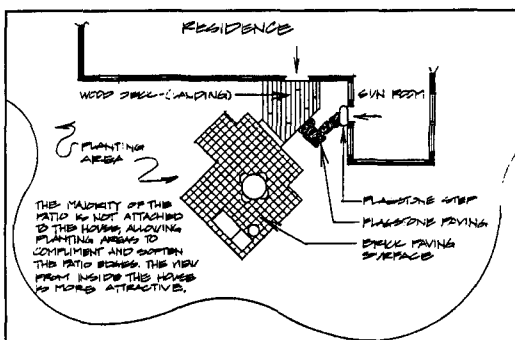 RESIDENCE
WOOD DECK (LANDING)
SUN ROOM
PLANTING
AREA
FLAGSTONE STEP
FLAGSTONE PAVING
BRICK PAVING
SURFACE
THE MAJORITY OF THE
PATIO IS NOT ATTACHED
TO THE HOUSE, ALLOWING
PLANTING AREAS TO
COMPLIMENT AND SOFTEN
THE PATIO EDGES. THE VIEW
FROM INSIDE THE HOUSE
IS MORE ATTRACTIVE.